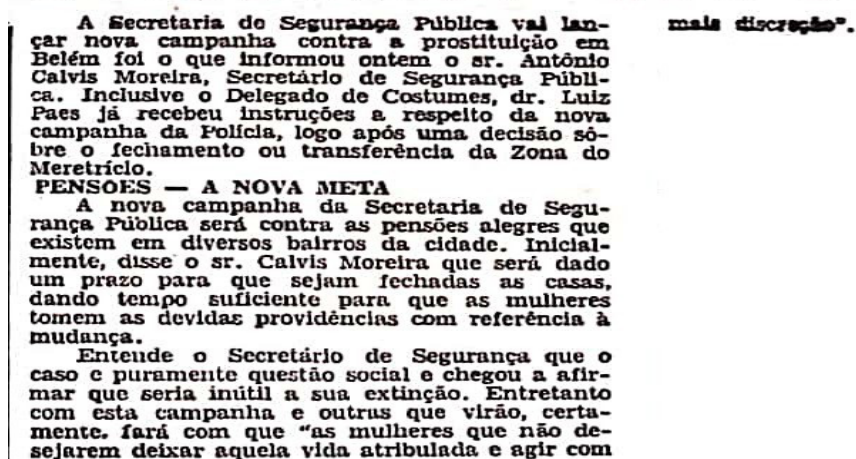 A Secretaria de Segurança Pública vai lan-
çar nova campanha contra a prostituição em
Belém foi o que informou ontem o sr. Antônio
Calvis Moreira, Secretário de Segurança Públi-
ca. Inclusive o Delegado de Costumes, dr. Luiz
Paes já recebeu instruções a respeito da nova
campanha da Polícia, logo após uma decisão sô-
bre o fechamento ou transferência da Zona do
Meretrício.
PENSOES — A NOVA META
A nova campanha da Secretaria de Segu-
rança Pública será contra as pensões alegres que
existem em diversos bairros da cidade. Inicial-
mente, disse o sr. Calvis Moreira que será dado
um prazo para que sejam fechadas as casas,
dando tempo suficiente para que as mulheres
tomem as devidas providências com referência à
mudança.
Entende o Secretário de Segurança que o
caso e puramente questão social e chegou a afir-
mar que seria inútil a sua extinção. Entretanto
com esta campanha e outras que virão, certa-
mente, fará com que "as mulheres que não de-
sejarem deixar aquela vida atribulada e agir com
mais discreção".